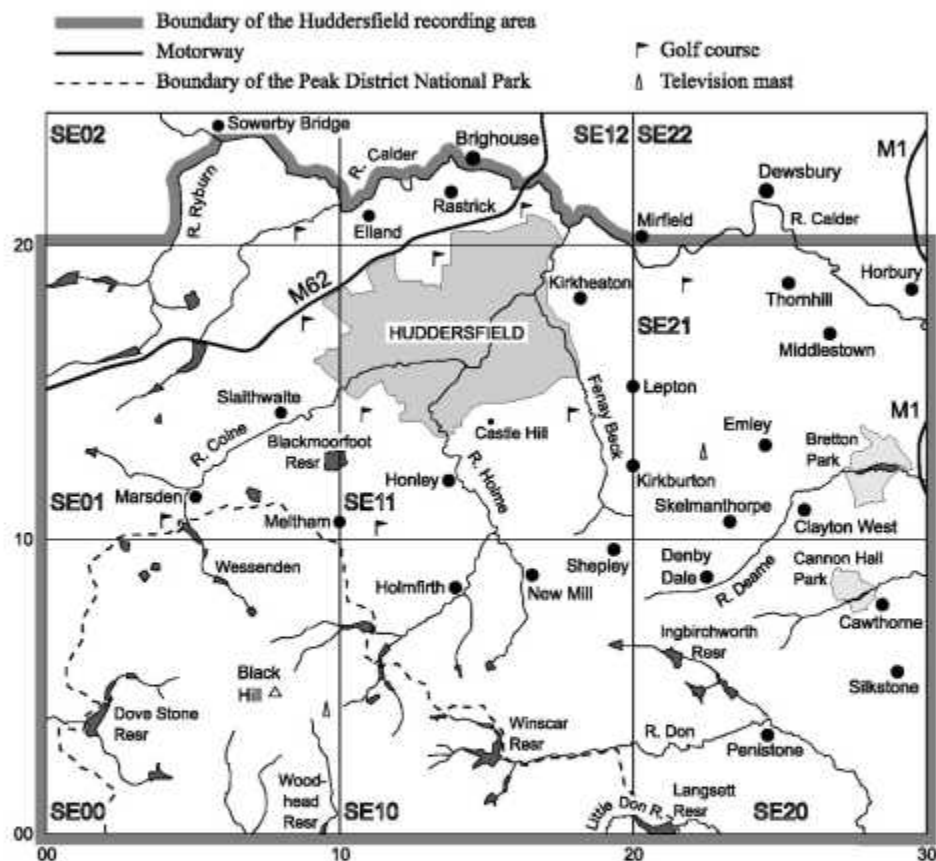 Boundary of the Huddersfield recording area
Motorway
Golf course
Boundary of the Peak District National Park
Television mast
SE02
Sowerby Bridge
SE12
SE22
Brighouse
M1
R. Calder
Dewsbury
R. Ryburn
Rastrick
Elland
Mirfield
R. Calder
20
Horbury
Kirkheaton
Thornhill
M62
HUDDERSFIELD
SE21
Middlestown
Slaithwaite
Lepton
Fenay Beck
M1
R. Colne
Castle Hill
Emley
Bretton
Park
Blackmoorfoot
Resr
Honley
R. Holme
Kirkburton
SE01
Marsden
SE11
Skelmanthorpe
Meltham
Clayton West
10
Wessenden
Shepley
Denby
Dale
R. Dearne
Cannon Hall
Park
Holmfirth
New Mill
Cawthorne
Ingbirchworth
Resr
Black
Hill
Silkstone
Dove Stone
Resr
Winscar
Resr
R. Don
Penistone
Wood-
head
Resr
Little Don R.
Langsett
Resr
SE00
SE10
SE20
00
00
10
20
30